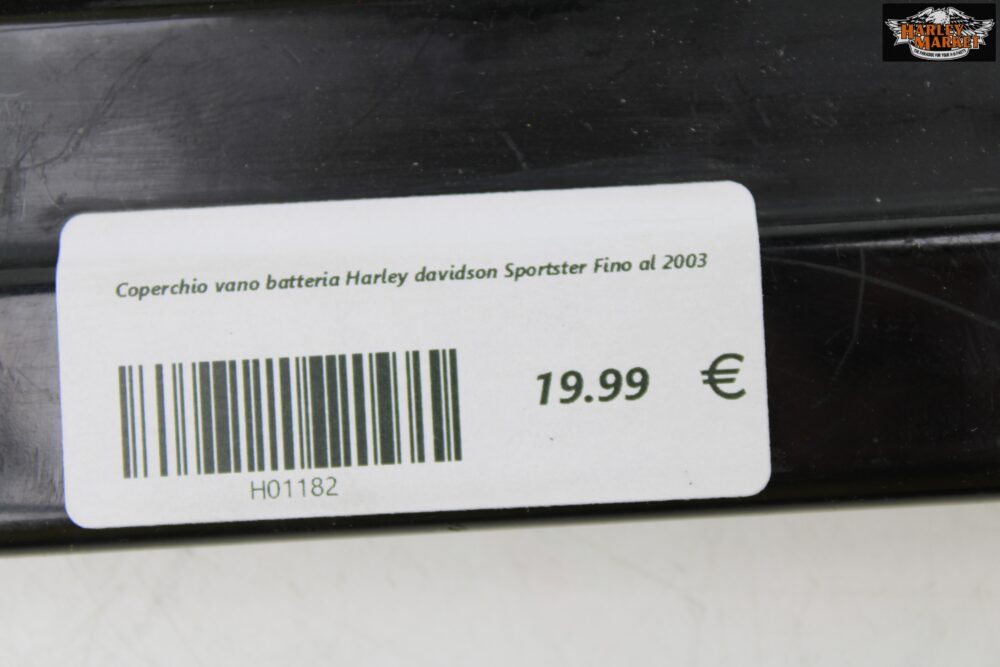 HARLEY
MARKET
Coperchio vano batteria Harley davidson Sportster Fino al 2003
19.99 €
H01182